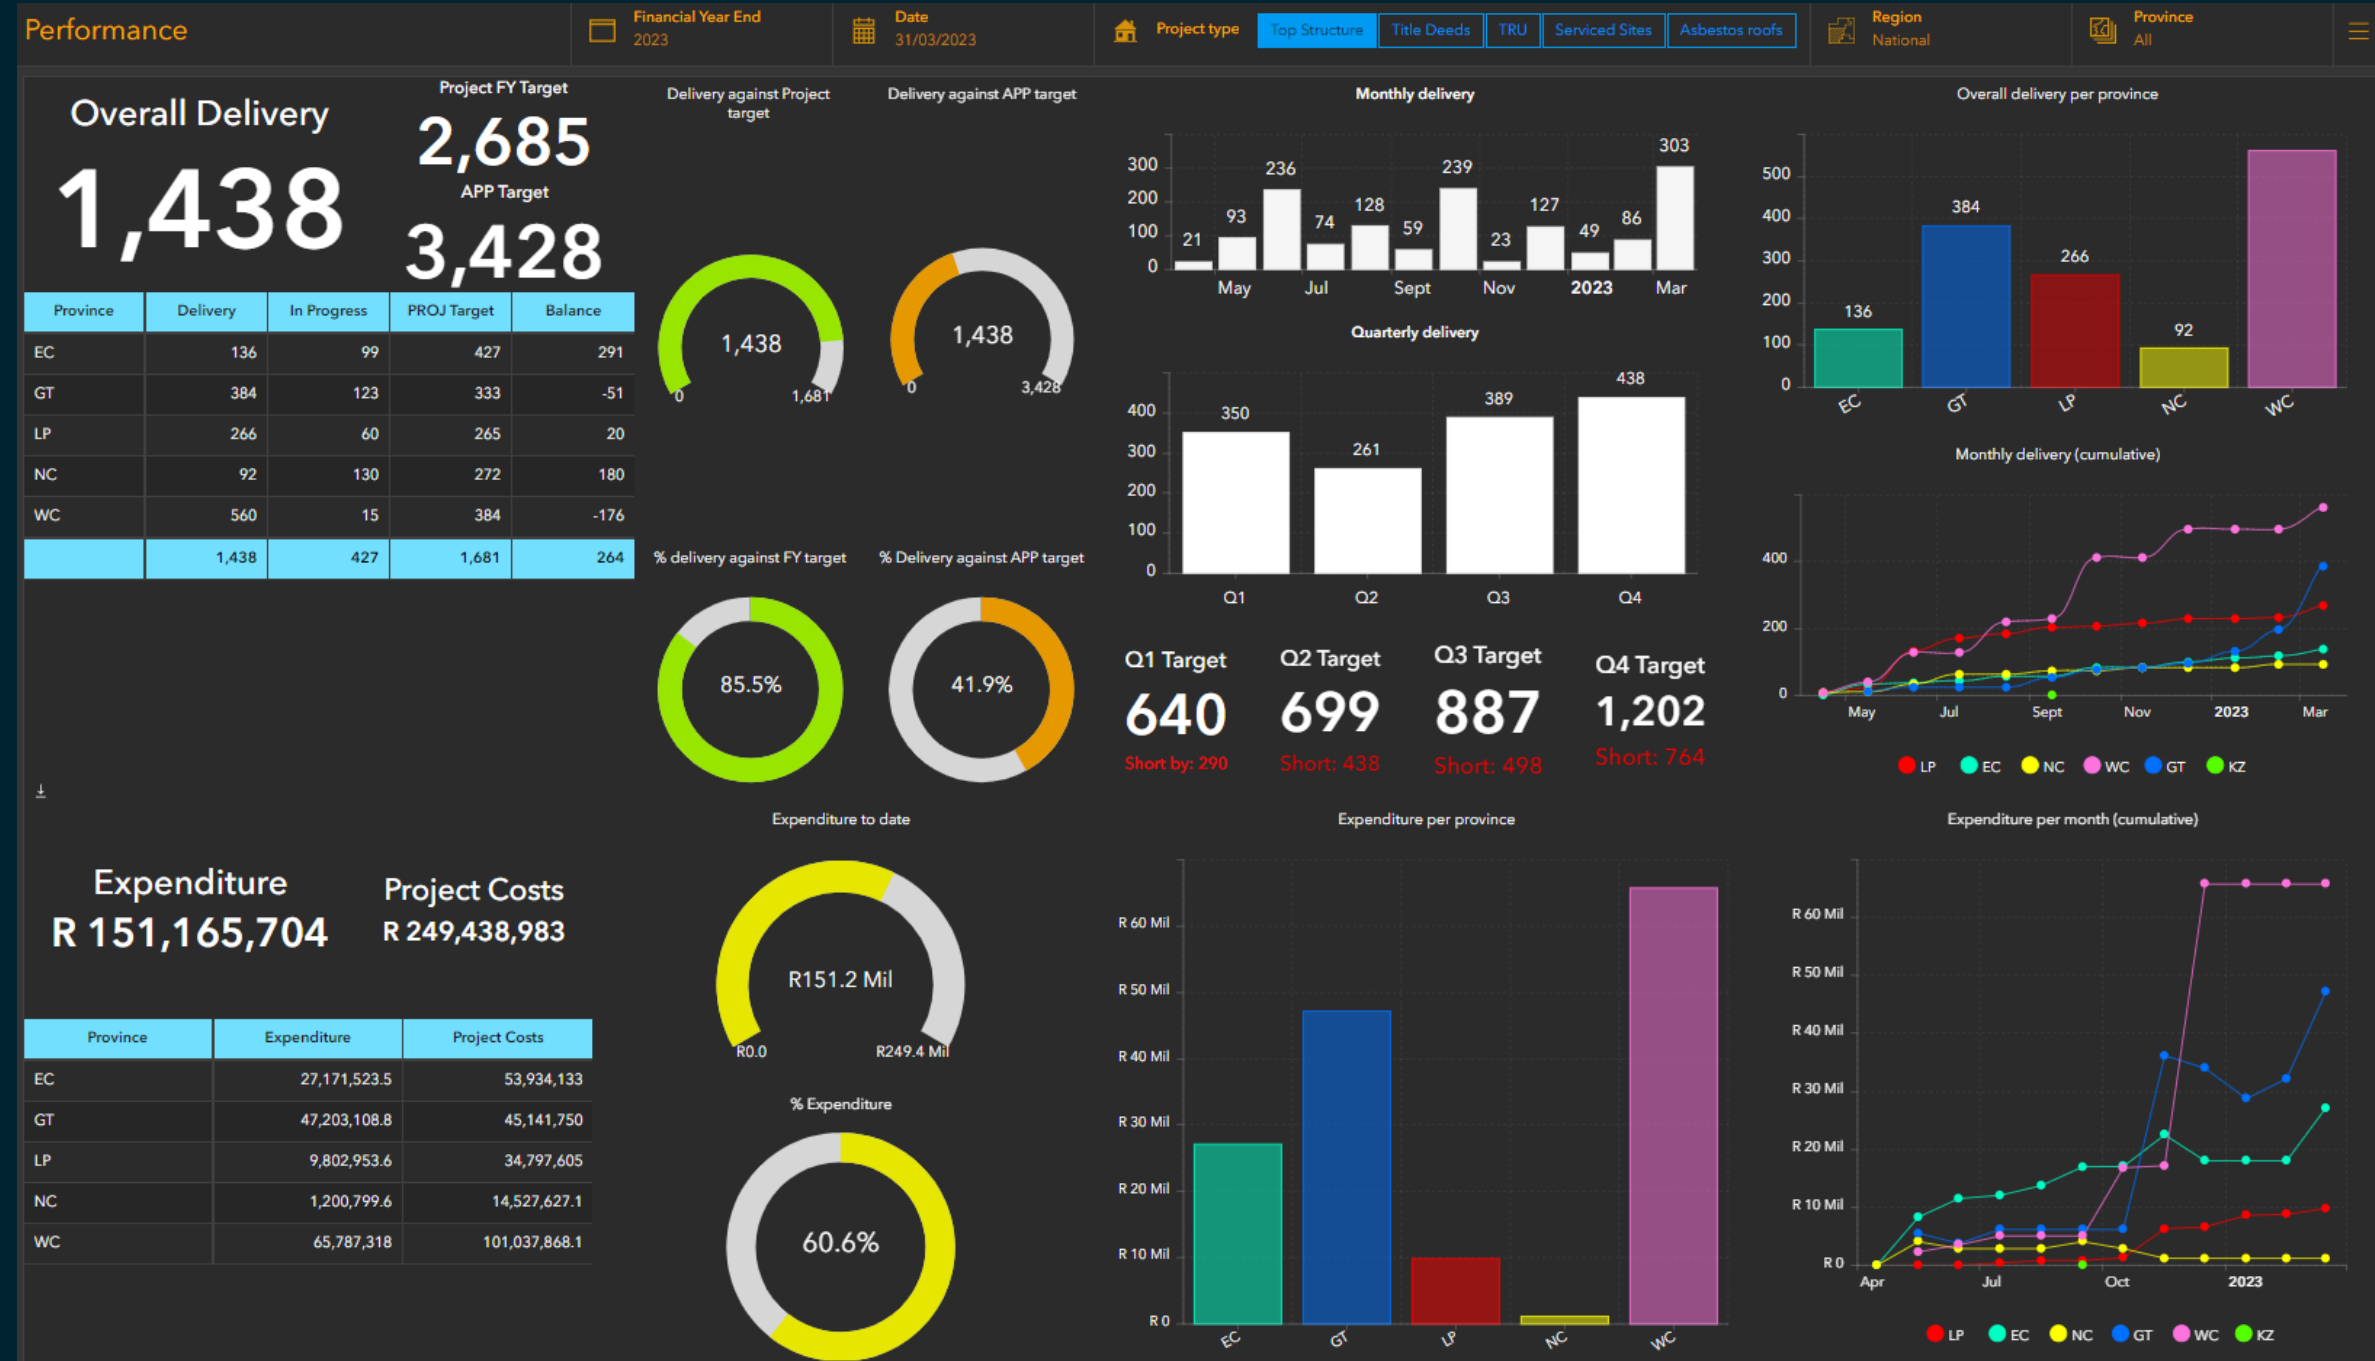 Performance
Financial Year End
2023
Date
31/03/2023
Project type
Top Structure
Title Deeds
TRU
Serviced Sites
Asbestos roofs
Region
National
Province
All
Overall Delivery
1,438
Project FY Target
2,685
APP Target
3,428
Province Delivery In Progress PROJ Target Balance
EC 136 99 427 291
GT 384 123 333 -51
LP 266 60 265 20
NC 92 130 272 180
WC 560 15 384 -176
1,438 427 1,681 264
Delivery against Project
target
1,438
0 1,681
Delivery against APP target
1,438
0 3,428
% delivery against FY target
85.5%
% Delivery against APP target
41.9%
Monthly delivery
300
200
100
0
21 93 236 74 128 59 239 23 127 49 86 303
May Jul Sept Nov 2023 Mar
Quarterly delivery
400
300
200
100
0
350 261 389 438
Q1 Q2 Q3 Q4
Q1 Target
640
Short by: 290
Q2 Target
699
Short: 438
Q3 Target
887
Short: 498
Q4 Target
1,202
Short: 764
Overall delivery per province
500
400
300
200
100
0
136 384 266 92
EC GT LP NC WC
Monthly delivery (cumulative)
400
200
0
May Jul Sept Nov 2023 Mar
LP EC NC WC GT KZ
Expenditure
R 151,165,704
Project Costs
R 249,438,983
Province Expenditure Project Costs
EC 27,171,523.5 53,934,133
GT 47,203,108.8 45,141,750
LP 9,802,953.6 34,797,605
NC 1,200,799.6 14,527,627.1
WC 65,787,318 101,037,868.1
Expenditure to date
R151.2 Mil
R0.0 R249.4 Mil
% Expenditure
60.6%
Expenditure per province
R 60 Mil
R 50 Mil
R 40 Mil
R 30 Mil
R 20 Mil
R 10 Mil
R 0
EC GT LP NC WC
Expenditure per month (cumulative)
R 60 Mil
R 50 Mil
R 40 Mil
R 30 Mil
R 20 Mil
R 10 Mil
R 0
Apr Jul Oct 2023
LP EC NC GT WC KZ